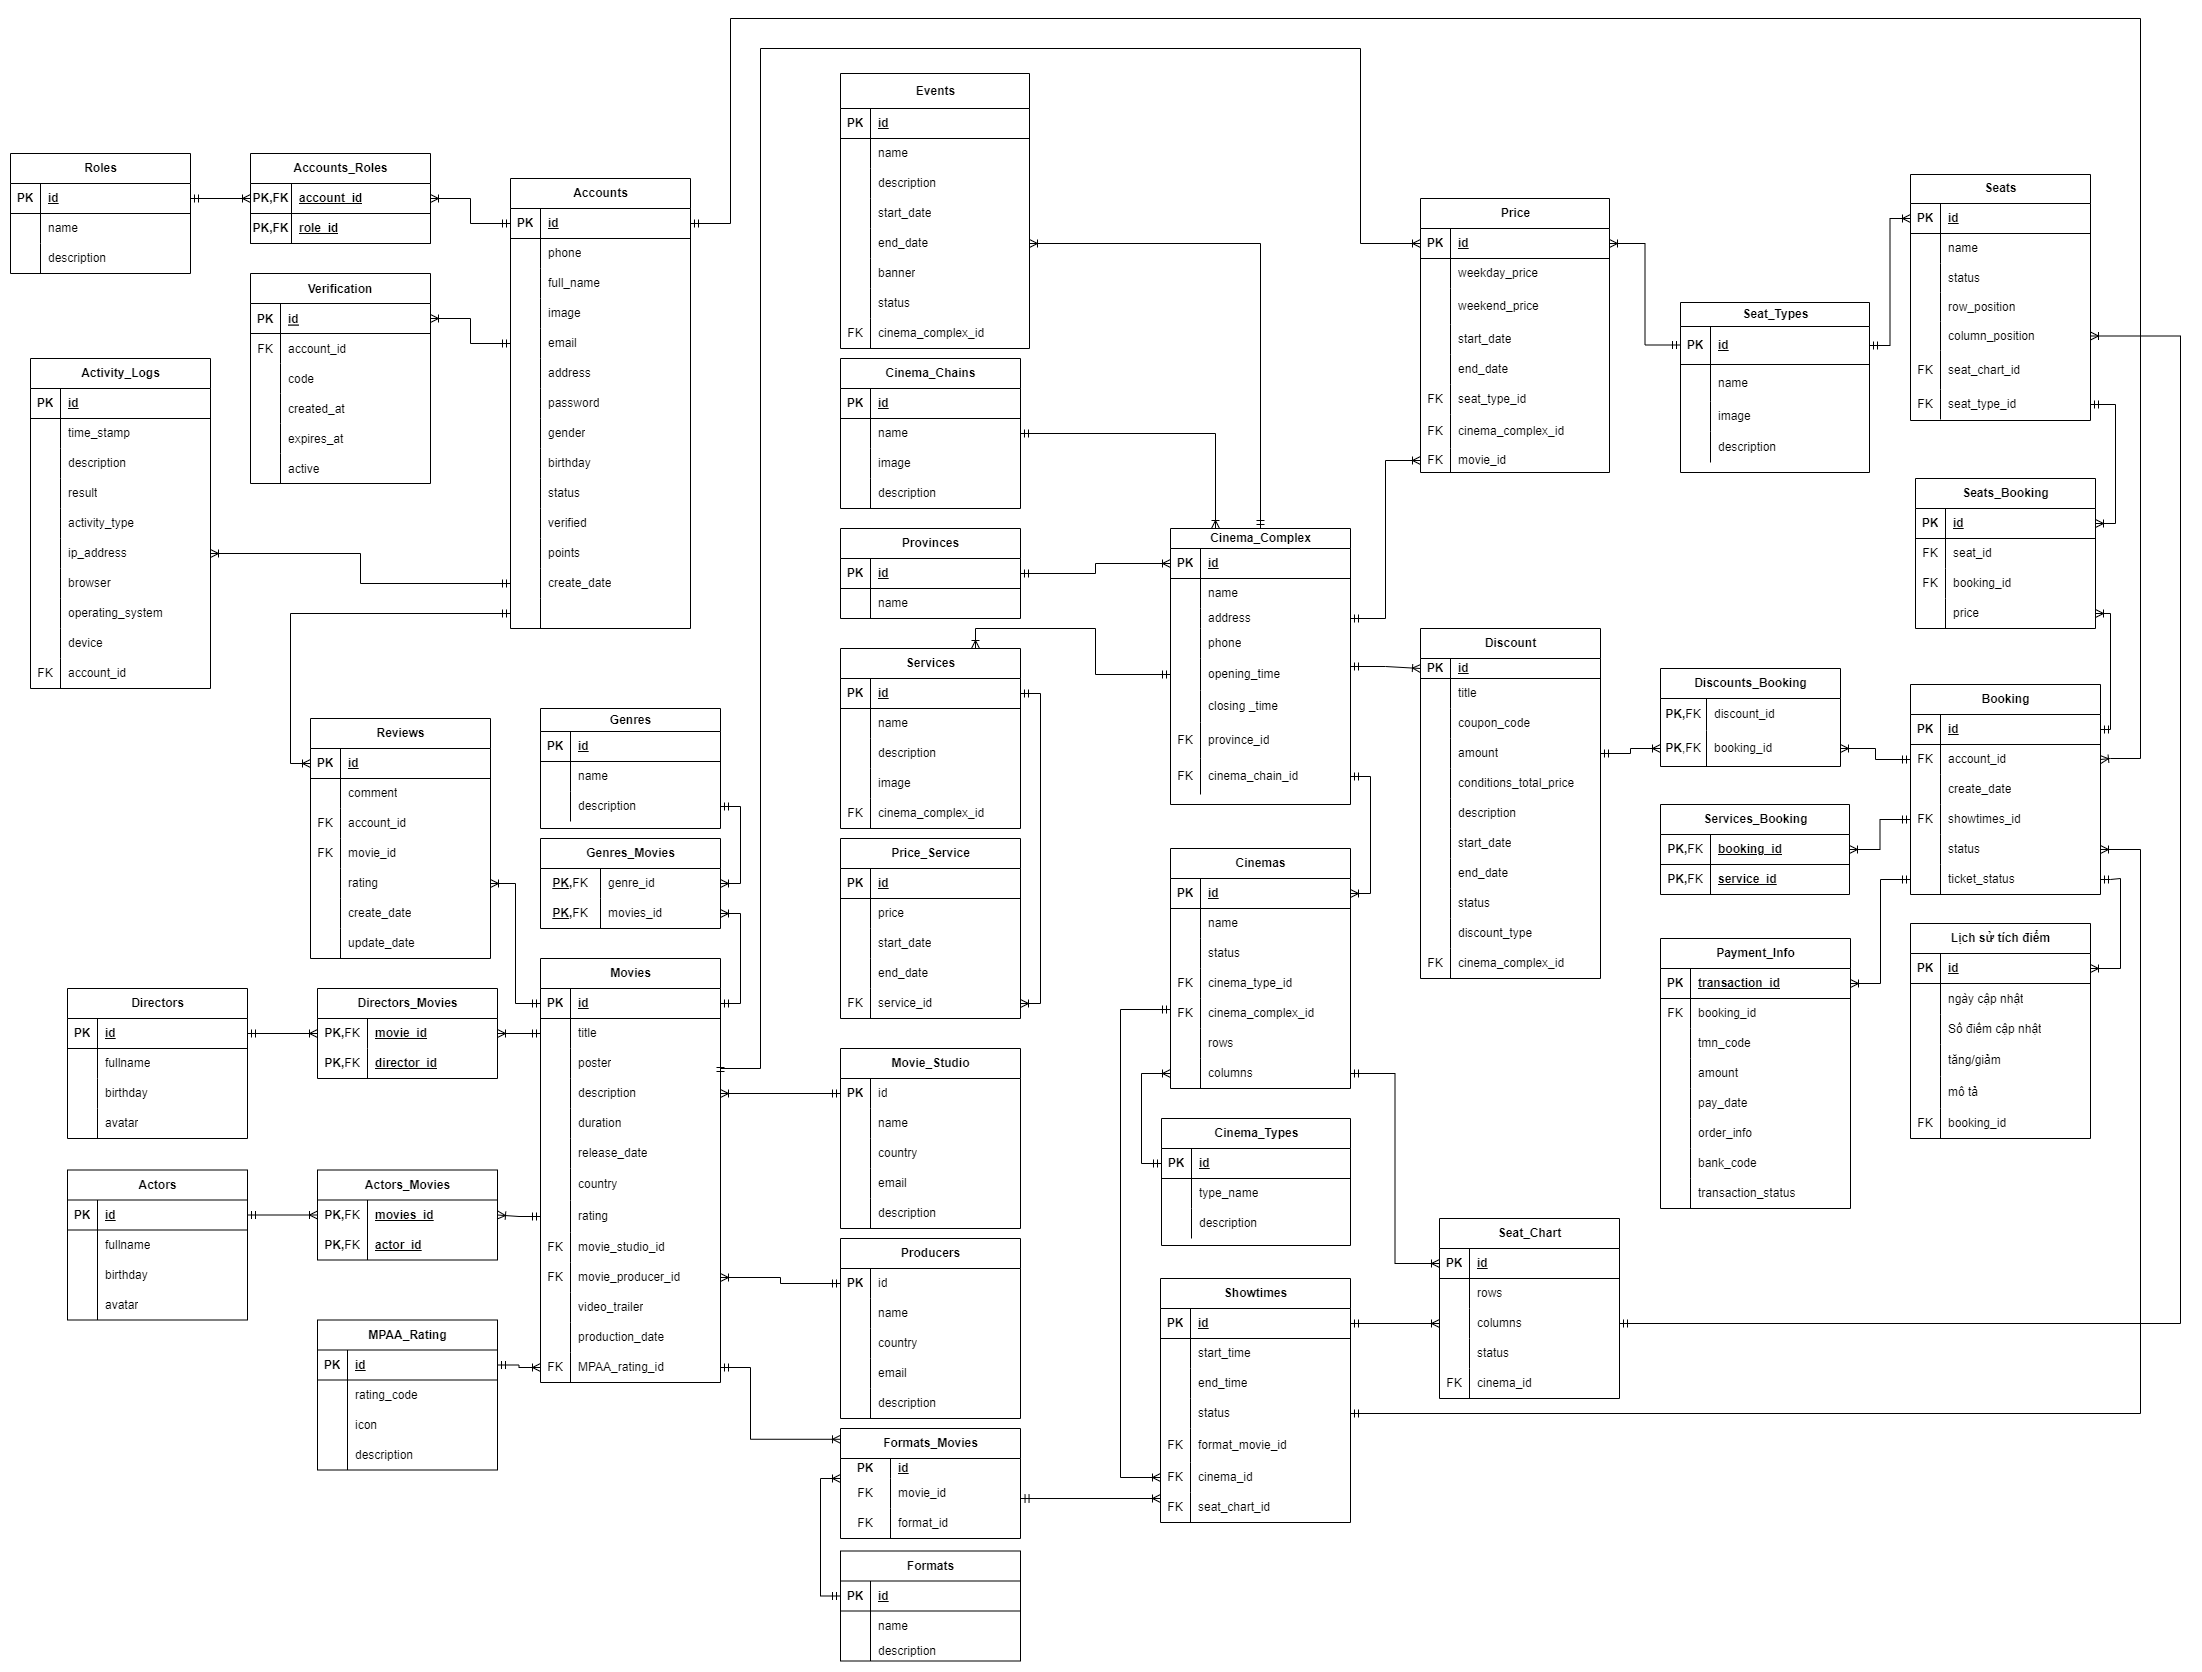 Roles
PK id
name
description
Accounts_Roles
PK,FK account_id
PK,FK role_id
Verification
PK id
FK account_id
code
created_at
expires_at
active
Activity_Logs
PK id
time_stamp
description
result
activity_type
ip_address
browser
operating_system
device
FK account_id
Accounts
PK id
phone
full_name
image
email
address
password
gender
birthday
status
verified
points
create_date
Reviews
PK id
comment
FK account_id
FK movie_id
rating
create_date
update_date
Genres
PK id
name
description
Genres_Movies
PK,FK genre_id
PK,FK movies_id
Directors
PK id
fullname
birthday
avatar
Directors_Movies
PK,FK movie_id
PK,FK director_id
Actors
PK id
fullname
birthday
avatar
Actors_Movies
PK,FK movies_id
PK,FK actor_id
MPAA_Rating
PK id
rating_code
icon
description
Movies
PK id
title
poster
description
duration
release_date
country
rating
FK movie_studio_id
FK movie_producer_id
video_trailer
production_date
FK MPAA_rating_id
Events
PK id
name
description
start_date
end_date
banner
status
FK cinema_complex_id
Cinema_Chains
PK id
name
image
description
Provinces
PK id
name
Services
PK id
name
description
image
FK cinema_complex_id
Price_Service
PK id
price
start_date
end_date
FK service_id
Movie_Studio
PK id
name
country
email
description
Producers
PK id
name
country
email
description
Formats_Movies
PK id
FK movie_id
FK format_id
Formats
PK id
name
description
Cinema_Complex
PK id
name
address
phone
opening_time
closing _time
FK province_id
FK cinema_chain_id
Cinemas
PK id
name
status
FK cinema_type_id
FK cinema_complex_id
rows
columns
Cinema_Types
PK id
type_name
description
Showtimes
PK id
start_time
end_time
status
FK format_movie_id
FK cinema_id
FK seat_chart_id
Price
PK id
weekday_price
weekend_price
start_date
end_date
FK seat_type_id
FK cinema_complex_id
FK movie_id
Discount
PK id
title
coupon_code
amount
conditions_total_price
description
start_date
end_date
status
discount_type
FK cinema_complex_id
Seat_Chart
PK id
rows
columns
status
FK cinema_id
Seat_Types
PK id
name
image
description
Discounts_Booking
PK,FK discount_id
PK,FK booking_id
Services_Booking
PK,FK booking_id
PK,FK service_id
Payment_Info
PK transaction_id
FK booking_id
tmn_code
amount
pay_date
order_info
bank_code
transaction_status
Seats
PK id
name
status
row_position
column_position
FK seat_chart_id
FK seat_type_id
Seats_Booking
PK id
FK seat_id
FK booking_id
price
Booking
PK id
FK account_id
create_date
FK showtimes_id
status
ticket_status
Lịch sử tích điểm
PK id
ngày cập nhật
Số điểm cập nhật
tăng/giảm
mô tả
FK booking_id